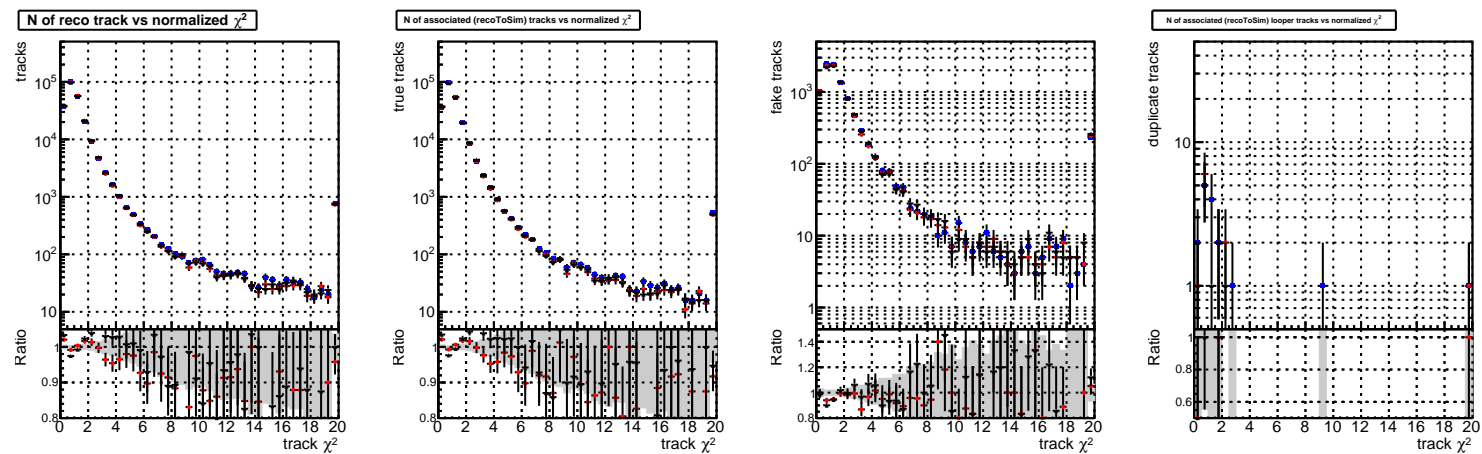 N of reco track vs normalized χ²
tracks
10⁵
10⁴
10³
10²
10
Ratio
0.9
0.8
0 2 4 6 8 10 12 14 16 18 20
track χ²
N of associated (recoToSim) tracks vs normalized χ²
true tracks
10⁵
10⁴
10³
10²
10
Ratio
1
0.9
0.8
0 2 4 6 8 10 12 14 16 18 20
track χ²
fake tracks
10³
10²
10
1
Ratio
1.4
1.2
1
0.8
0 2 4 6 8 10 12 14 16 18 20
track χ²
N of associated (recoToSim) looper tracks vs normalized χ²
duplicate tracks
10
1
Ratio
1
0.8
0.6
0 2 4 6 8 10 12 14 16 18 20
track χ²